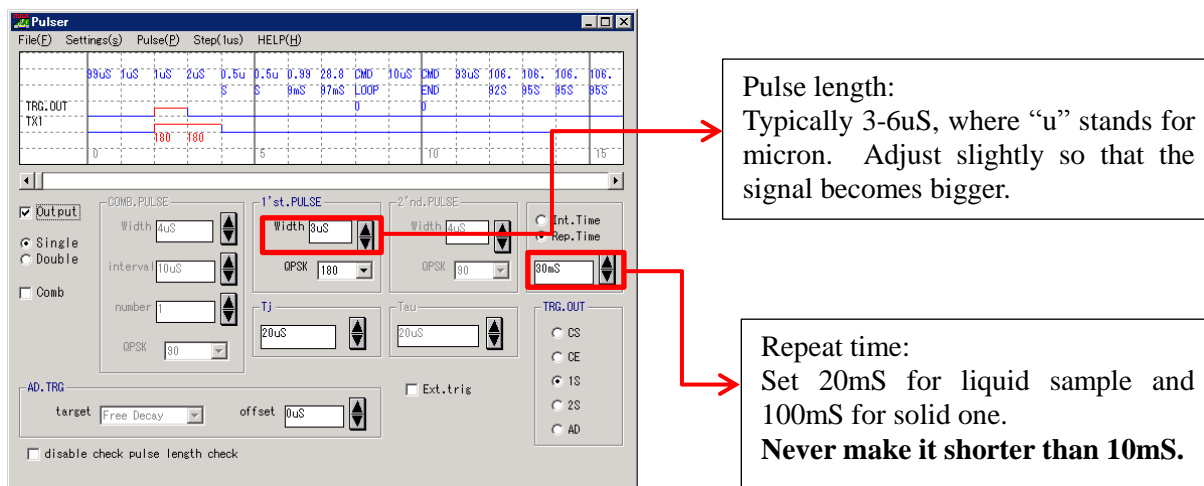 Pulser
File(F) Settings(s) Pulse(P) Step(1us) HELP(H)
99uS 1uS 1uS 2uS 0.5u 0.5u 0.99 28.8 CMD 10uS CMD 93uS 106. 106. 106. 106.
S S 9mS 97mS LOOP END 92S 95S 95S 95S
TRG.OUT 0 0
TX1
180 180
0 5 10 15
Output
Single
Double
Comb
COMB.PULSE
Width 4uS
interval 10uS
number 1
QPSK 90
1'st.PULSE
Width 3uS
QPSK 180
2'nd.PULSE
Width 4uS
QPSK 90
Int.Time
Rep.Time
30mS
Tj
20uS
Tau
20uS
TRG.OUT
CS
CE
1S
2S
AD
AD.TRG
target Free Decay offset 0uS
Ext.trig
disable check pulse length check
Pulse length:
Typically 3-6uS, where “u” stands for
micron. Adjust slightly so that the
signal becomes bigger.
Repeat time:
Set 20mS for liquid sample and
100mS for solid one.
Never make it shorter than 10mS.